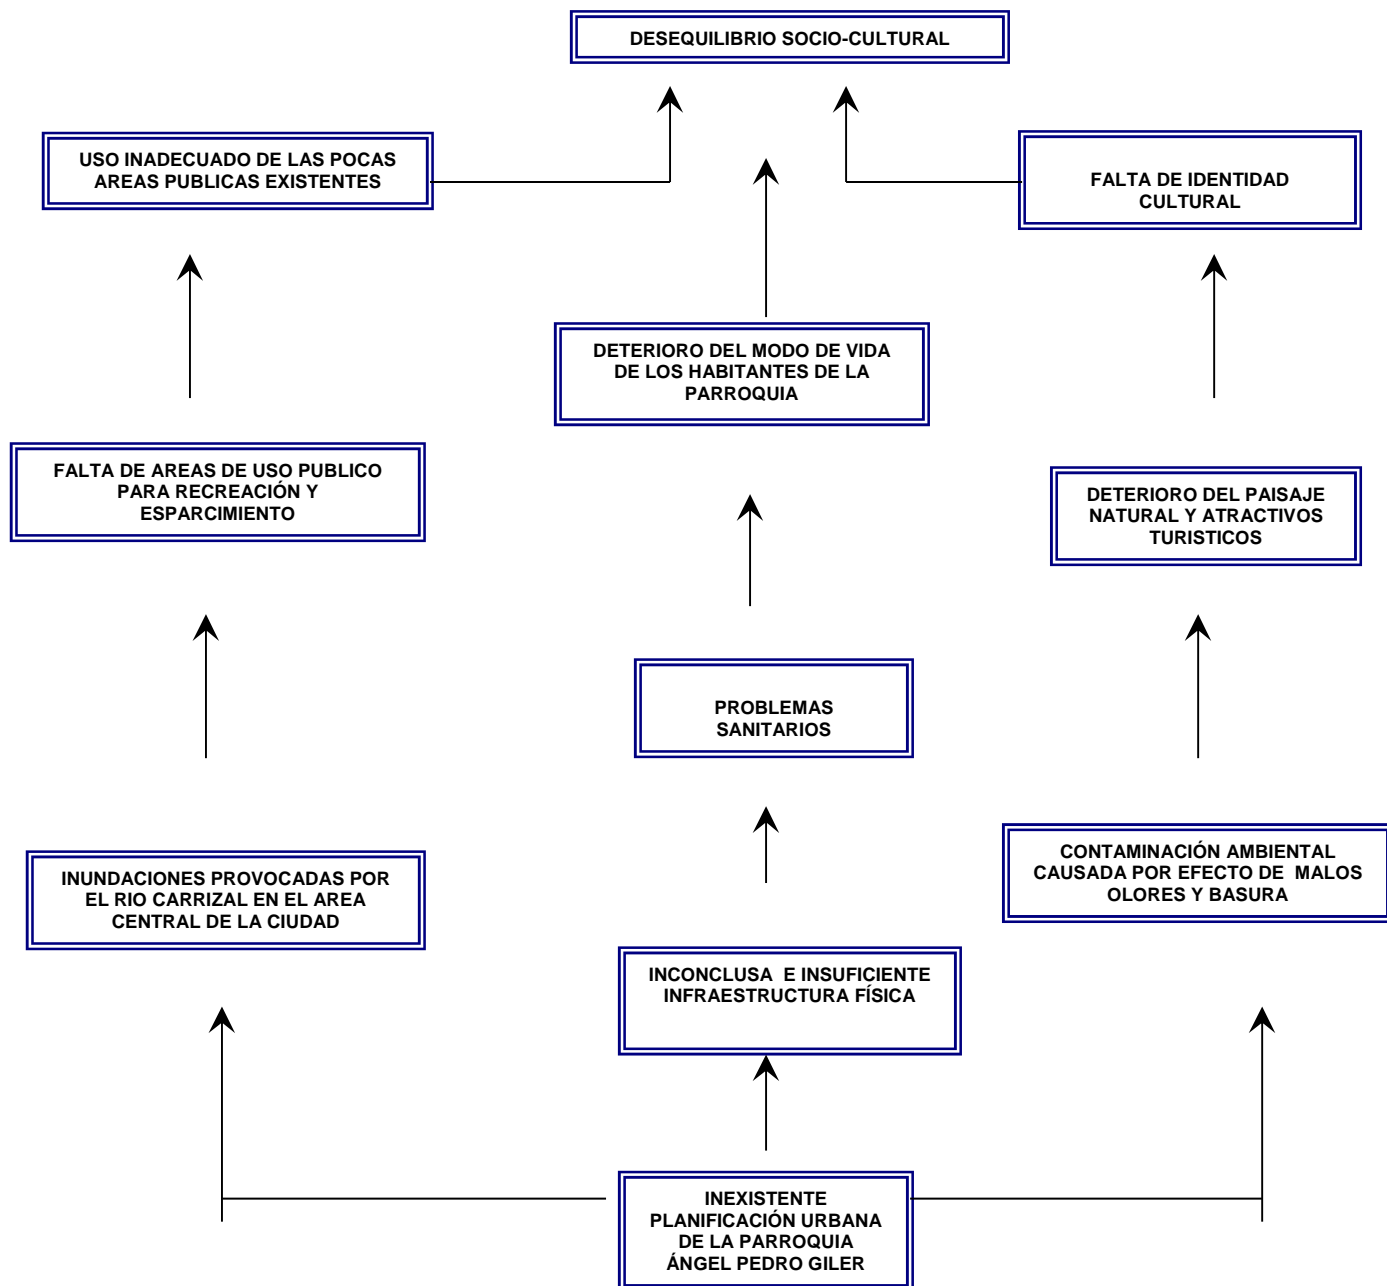 DESEQUILIBRIO SOCIO-CULTURAL
USO INADECUADO DE LAS POCAS
AREAS PUBLICAS EXISTENTES
FALTA DE IDENTIDAD
CULTURAL
DETERIORO DEL MODO DE VIDA
DE LOS HABITANTES DE LA
PARROQUIA
FALTA DE AREAS DE USO PUBLICO
PARA RECREACIÓN Y
ESPARCIMIENTO
DETERIORO DEL PAISAJE
NATURAL Y ATRACTIVOS
TURISTICOS
PROBLEMAS
SANITARIOS
INUNDACIONES PROVOCADAS POR
EL RIO CARRIZAL EN EL AREA
CENTRAL DE LA CIUDAD
CONTAMINACIÓN AMBIENTAL
CAUSADA POR EFECTO DE  MALOS
OLORES Y BASURA
INCONCLUSA  E INSUFICIENTE
INFRAESTRUCTURA FÍSICA
INEXISTENTE
PLANIFICACIÓN URBANA
DE LA PARROQUIA
ÁNGEL PEDRO GILER